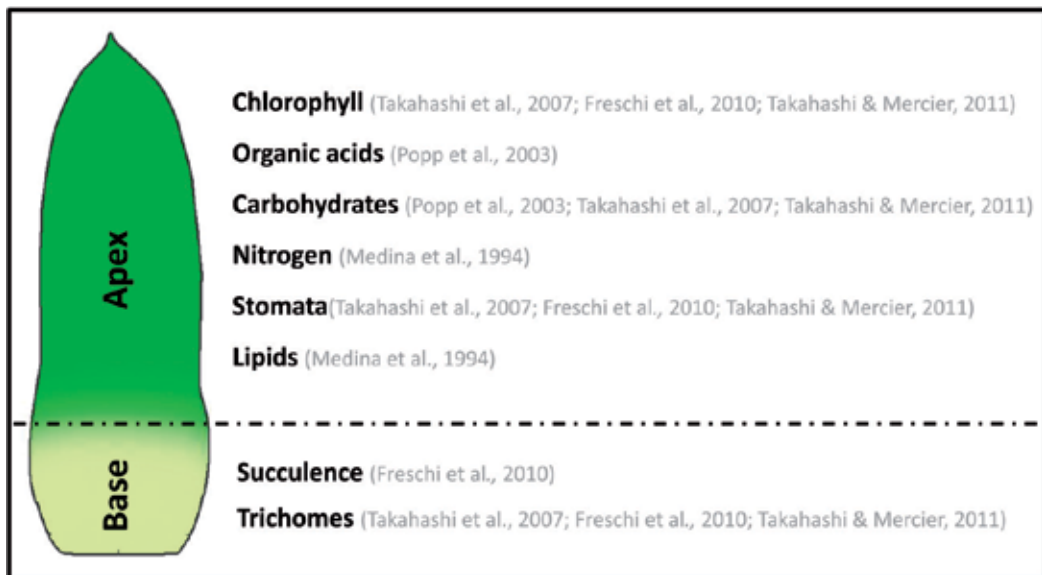 Chlorophyll (Takahashi et al., 2007; Freschi et al., 2010; Takahashi & Mercier, 2011)
Organic acids (Popp et al., 2003)
Carbohydrates (Popp et al., 2003; Takahashi et al., 2007; Takahashi & Mercier, 2011)
Nitrogen (Medina et al., 1994)
Apex
Stomata(Takahashi et al., 2007; Freschi et al., 2010; Takahashi & Mercier, 2011)
Lipids (Medina et al., 1994)
Base
Succulence (Freschi et al., 2010)
Trichomes (Takahashi et al., 2007; Freschi et al., 2010; Takahashi & Mercier, 2011)